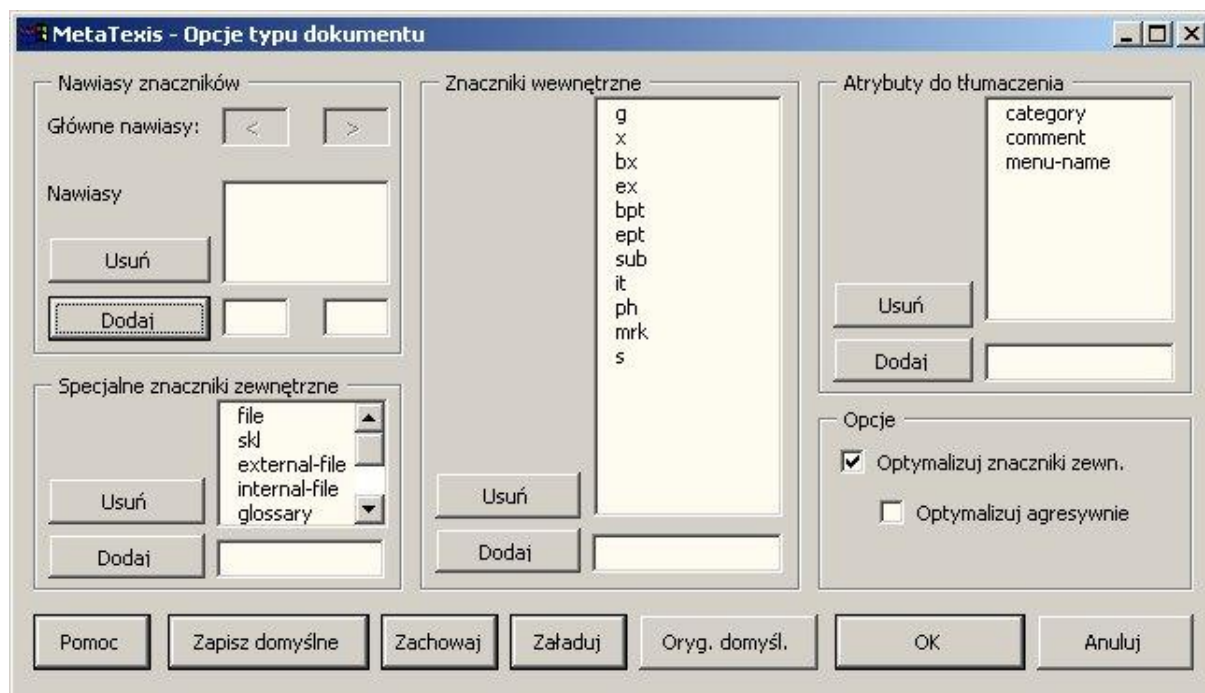 MetaTexis - Opcje typu dokumentu
Nawiasy znaczników
Główne nawiasy:
<
>
Nawiasy
Usuń
Dodaj
Specjalne znaczniki zewnętrzne
file
skl
external-file
internal-file
glossary
Usuń
Dodaj
Znaczniki wewnętrzne
g
x
bx
ex
bpt
ept
sub
it
ph
mrk
s
Usuń
Dodaj
Atrybuty do tłumaczenia
category
comment
menu-name
Usuń
Dodaj
Opcje
Optymalizuj znaczniki zewn.
Optymalizuj agresywnie
Pomoc
Zapisz domyślne
Zachowaj
Załaduj
Oryg. domyśl.
OK
Anuluj